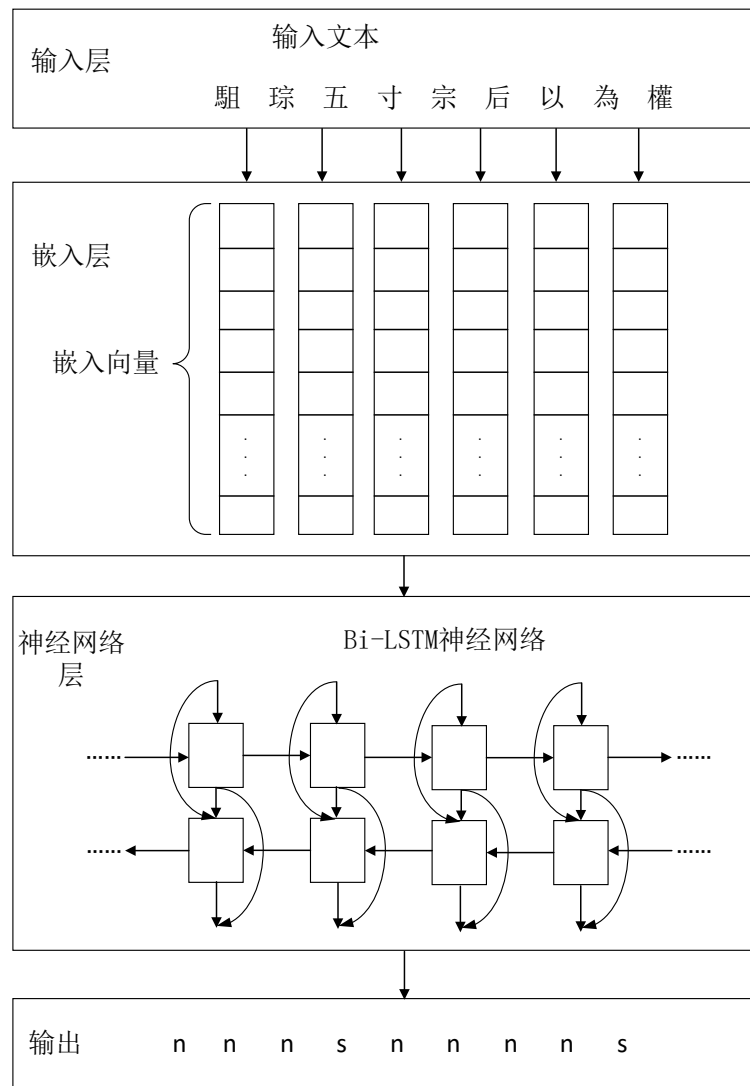 输入文本
输入层
駔 琮 五 寸 宗 后 以 為 權
嵌入层
嵌入向量
神经网络
层
Bi-LSTM神经网络
…… ……
…… ……
输出 n n n s n n n n s